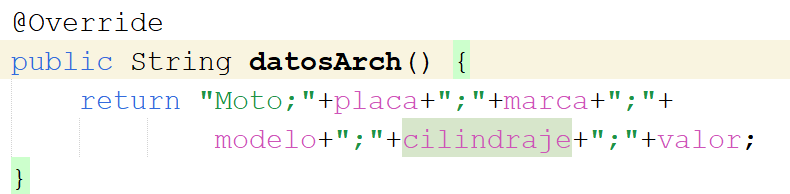 @Override
public String datosArch() {
return "Moto;"+placa+";"+marca+";"+
modelo+";"+cilindraje+";"+valor;
}